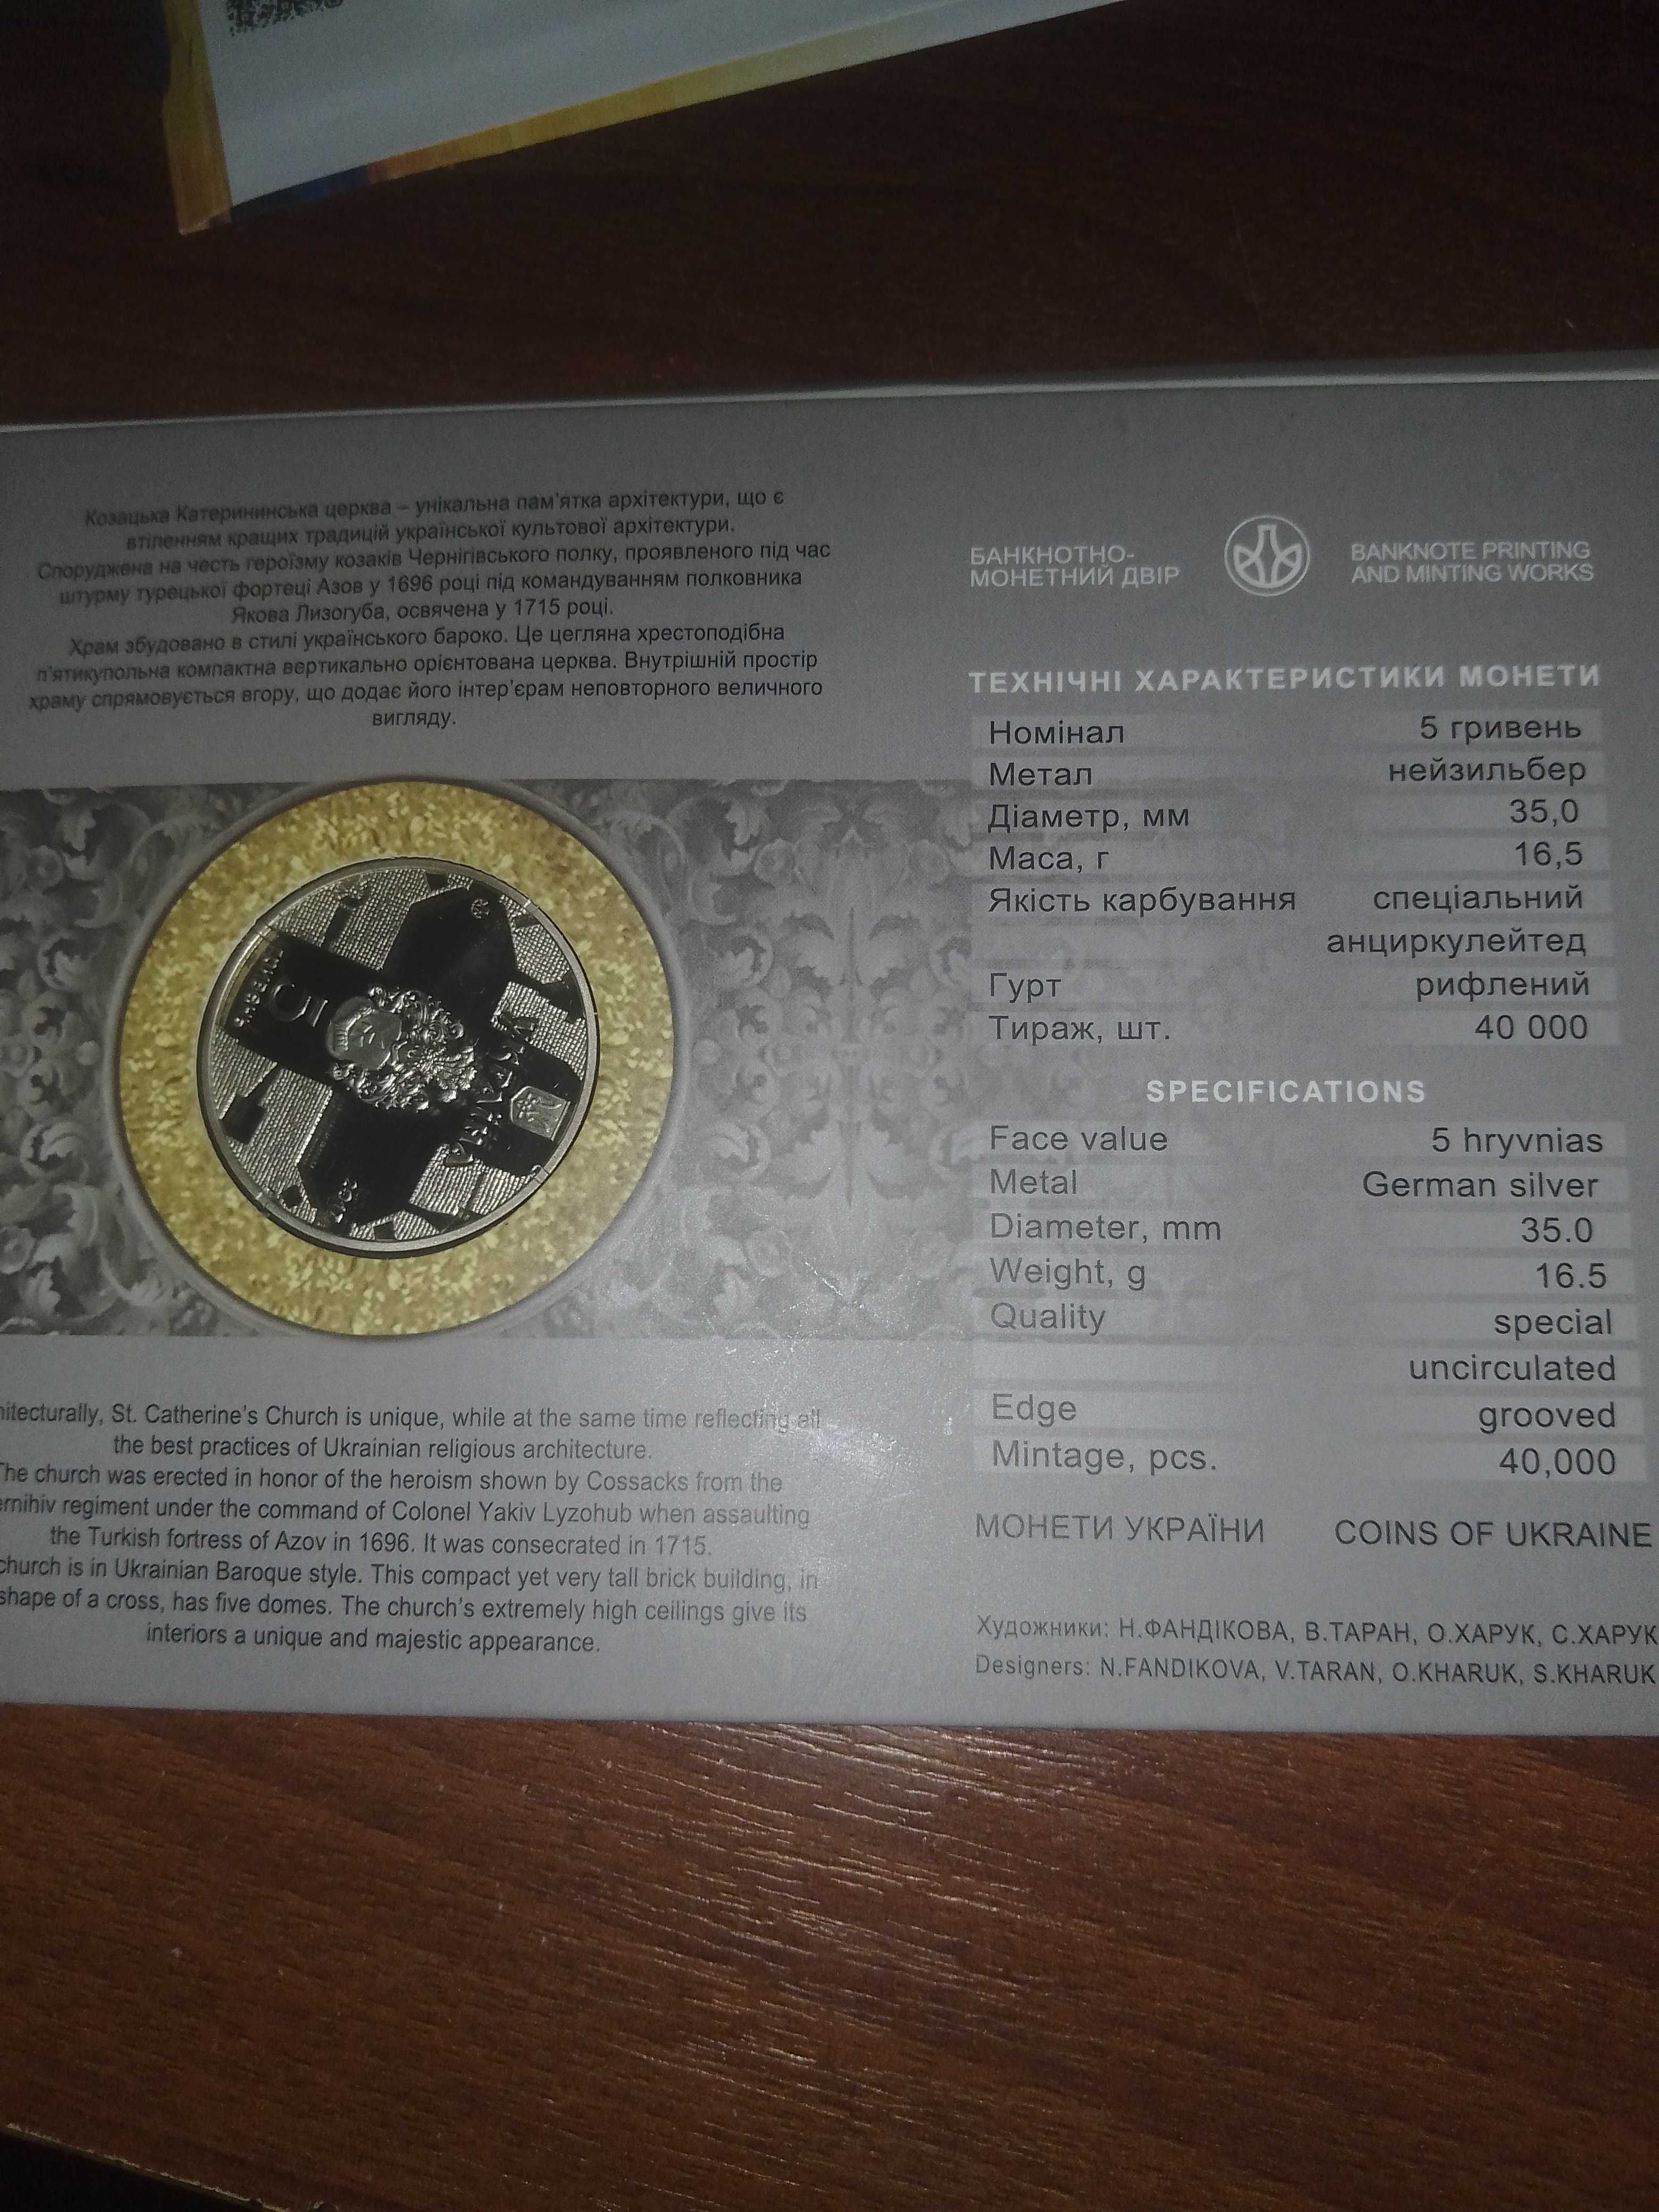 Козацька Катерининська церква – унікальна пам'ятка архітектури, що є
втіленням кращих традицій української культової архітектури.
Споруджена на честь героїзму козаків Чернігівського полку, проявленого під час
штурму турецької фортеці Азов у 1696 році під командуванням полковника
Якова Лизогуба, освячена у 1715 році.
Храм збудовано в стилі українського бароко. Це цегляна хрестоподібна
п'ятикупольна компактна вертикально орієнтована церква. Внутрішній простір
храму спрямовується вгору, що додає його інтер'єрам неповторного величного
вигляду.
5
УКРАЇНА
hitecturally, St. Catherine's Church is unique, while at the same time reflecting all
the best practices of Ukrainian religious architecture.
The church was erected in honor of the heroism shown by Cossacks from the
ernihiv regiment under the command of Colonel Yakiv Lyzohub when assaulting
the Turkish fortress of Azov in 1696. It was consecrated in 1715.
church is in Ukrainian Baroque style. This compact yet very tall brick building, in
shape of a cross, has five domes. The church's extremely high ceilings give its
interiors a unique and majestic appearance.
БАНКНОТНО-
МОНЕТНИЙ ДВІР
BANKNOTE PRINTING
AND MINTING WORKS
ТЕХНІЧНІ ХАРАКТЕРИСТИКИ МОНЕТИ
Номінал 5 гривень
Метал нейзильбер
Діаметр, мм 35,0
Маса, г 16,5
Якість карбування спеціальний
анциркулейтед
Гурт рифлений
Тираж, шт. 40 000
SPECIFICATIONS
Face value 5 hryvnias
Metal German silver
Diameter, mm 35.0
Weight, g 16.5
Quality special
uncirculated
Edge grooved
Mintage, pcs. 40,000
МОНЕТИ УКРАЇНИ COINS OF UKRAINE
Художники: Н.ФАНДІКОВА, В.ТАРАН, О.ХАРУК, С.ХАРУК
Designers: N.FANDIKOVA, V.TARAN, O.KHARUK, S.KHARUK